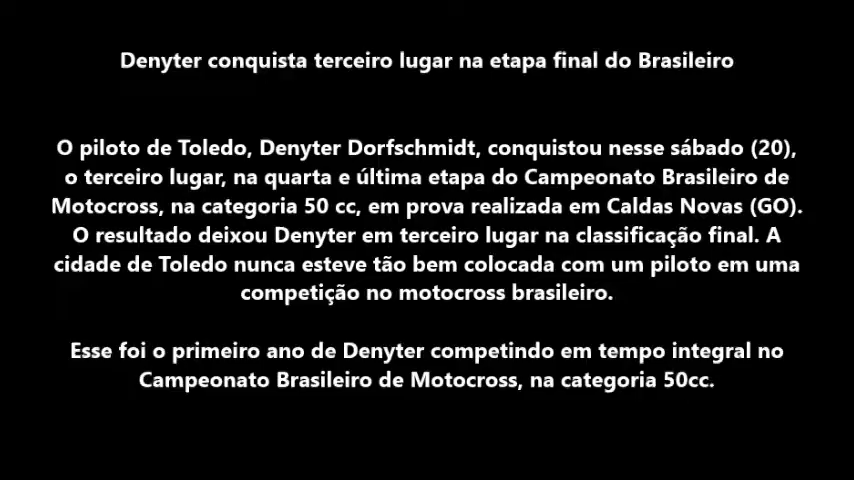 Denyter conquista terceiro lugar na etapa final do Brasileiro
O piloto de Toledo, Denyter Dorfschmidt, conquistou nesse sábado (20),
o terceiro lugar, na quarta e última etapa do Campeonato Brasileiro de
Motocross, na categoria 50 cc, em prova realizada em Caldas Novas (GO).
O resultado deixou Denyter em terceiro lugar na classificação final. A
cidade de Toledo nunca esteve tão bem colocada com um piloto em uma
competição no motocross brasileiro.
Esse foi o primeiro ano de Denyter competindo em tempo integral no
Campeonato Brasileiro de Motocross, na categoria 50cc.